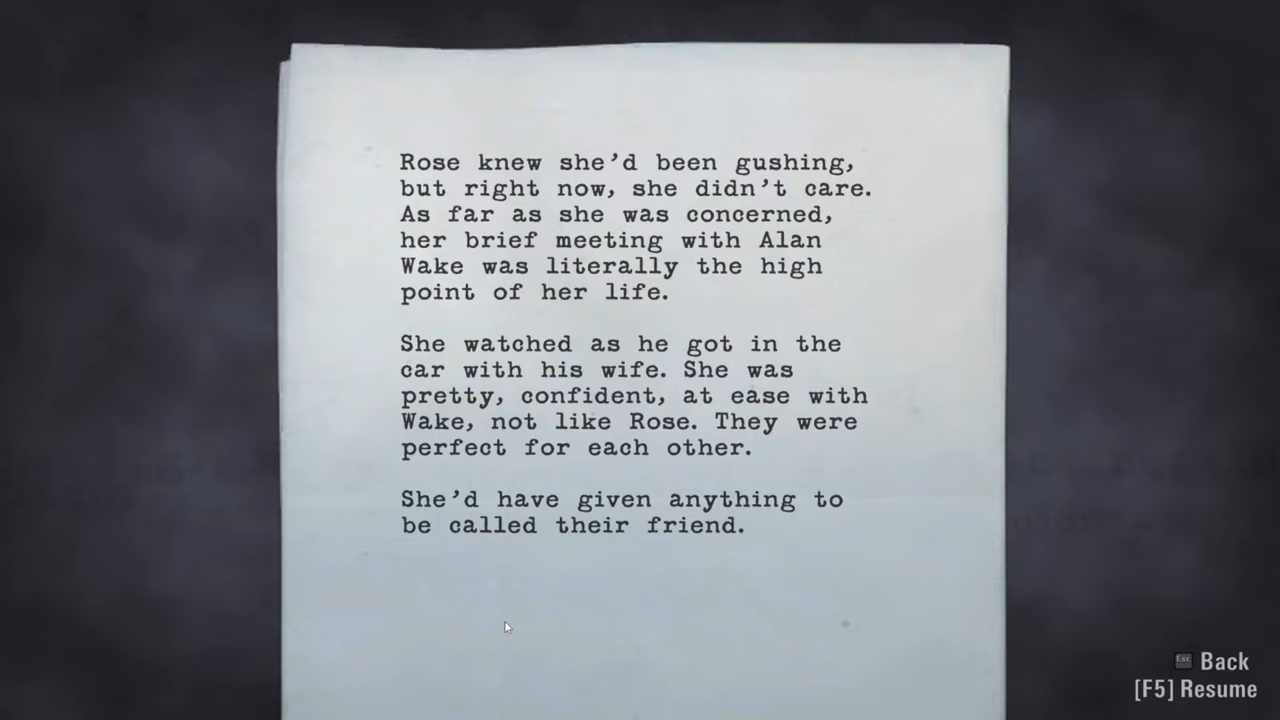 Rose knew she'd been gushing,
but right now, she didn't care.
As far as she was concerned,
her brief meeting with Alan
Wake was literally the high
point of her life.
She watched as he got in the
car with his wife. She was
pretty, confident, at ease with
Wake, not like Rose. They were
perfect for each other.
She'd have given anything to
be called their friend.
Esc Back
[F5] Resume